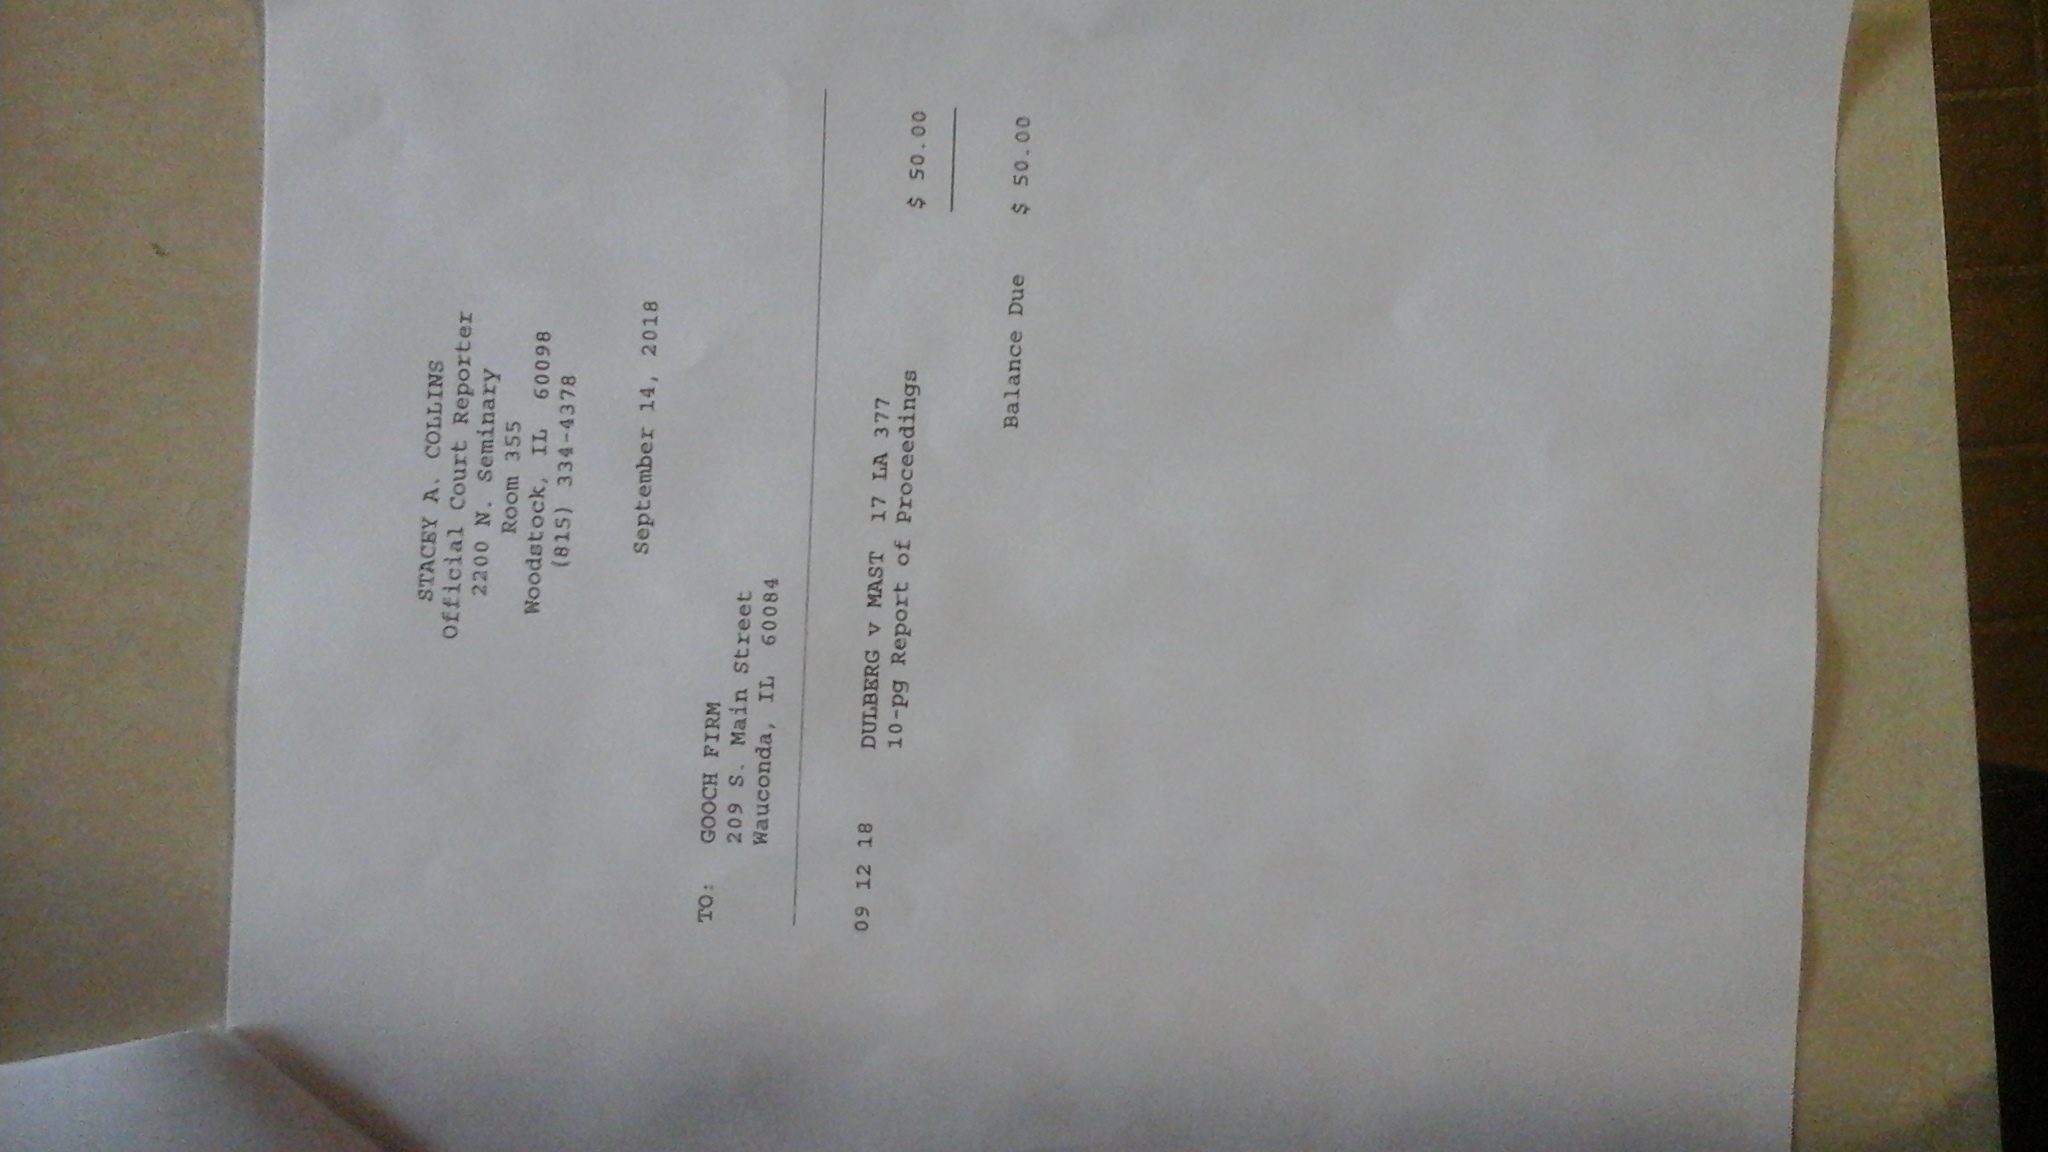 STACEY A. COLLINS
Official Court Reporter
2200 N. Seminary
Room 355
Woodstock, IL 60098
(815) 334-4378
September 14, 2018
TO: GOOCH FIRM
209 S. Main Street
Wauconda, IL 60084
09 12 18 DULBERG v MAST 17 LA 377
10-pg Report of Proceedings $ 50.00
Balance Due $ 50.00